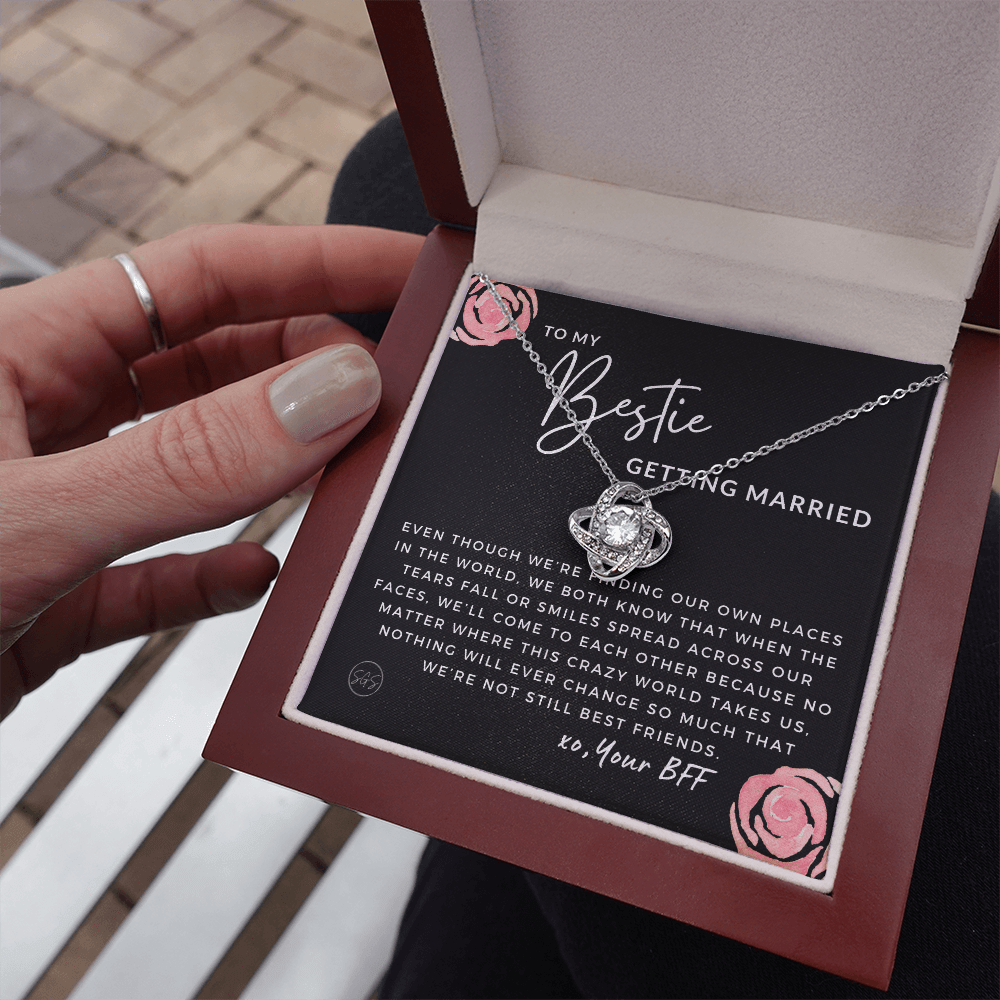 TO MY
Bestie
GETTING MARRIED
EVEN THOUGH WE'RE FINDING OUR OWN PLACES
IN THE WORLD, WE BOTH KNOW THAT WHEN THE
TEARS FALL OR SMILES SPREAD ACROSS OUR
FACES, WE'LL COME TO EACH OTHER BECAUSE NO
MATTER WHERE THIS CRAZY WORLD TAKES US,
NOTHING WILL EVER CHANGE SO MUCH THAT
WE'RE NOT STILL BEST FRIENDS.
xo, Your BFF
SGS